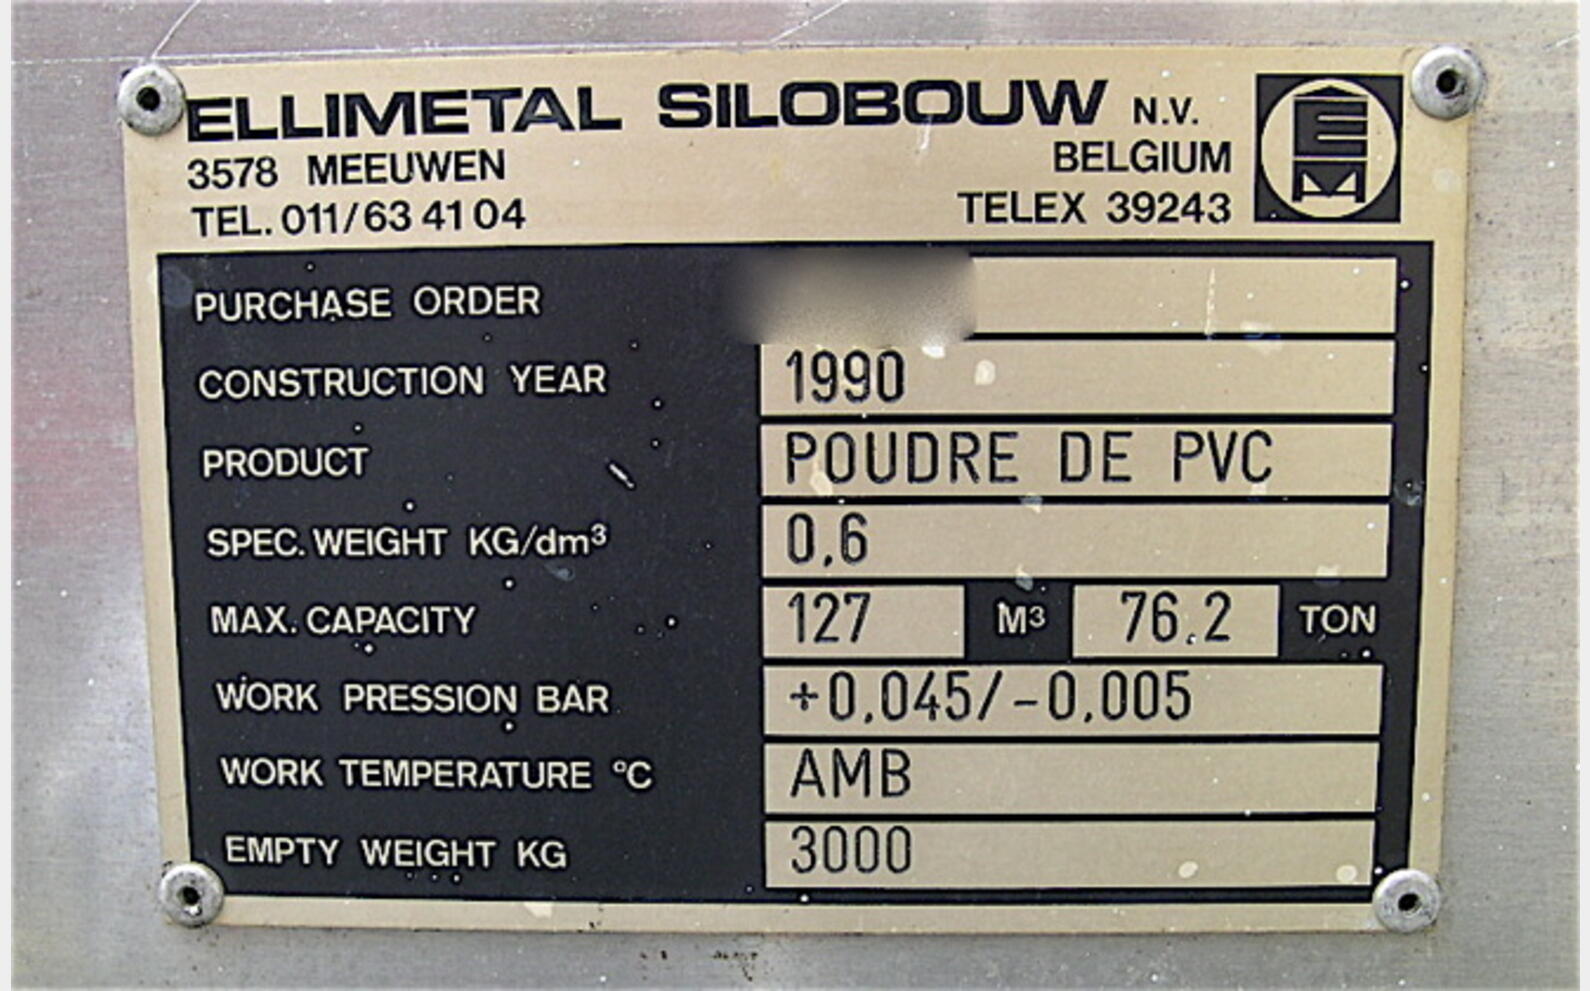 ELLIMETAL SILOBOUW N.V.
3578 MEEUWEN BELGIUM
TEL. 011/63 41 04 TELEX 39243
EM
PURCHASE ORDER
CONSTRUCTION YEAR 1990
PRODUCT POUDRE DE PVC
SPEC. WEIGHT KG/dm³ 0,6
MAX. CAPACITY 127 M³ 76,2 TON
WORK PRESSION BAR +0,045/-0,005
WORK TEMPERATURE °C AMB
EMPTY WEIGHT KG 3000